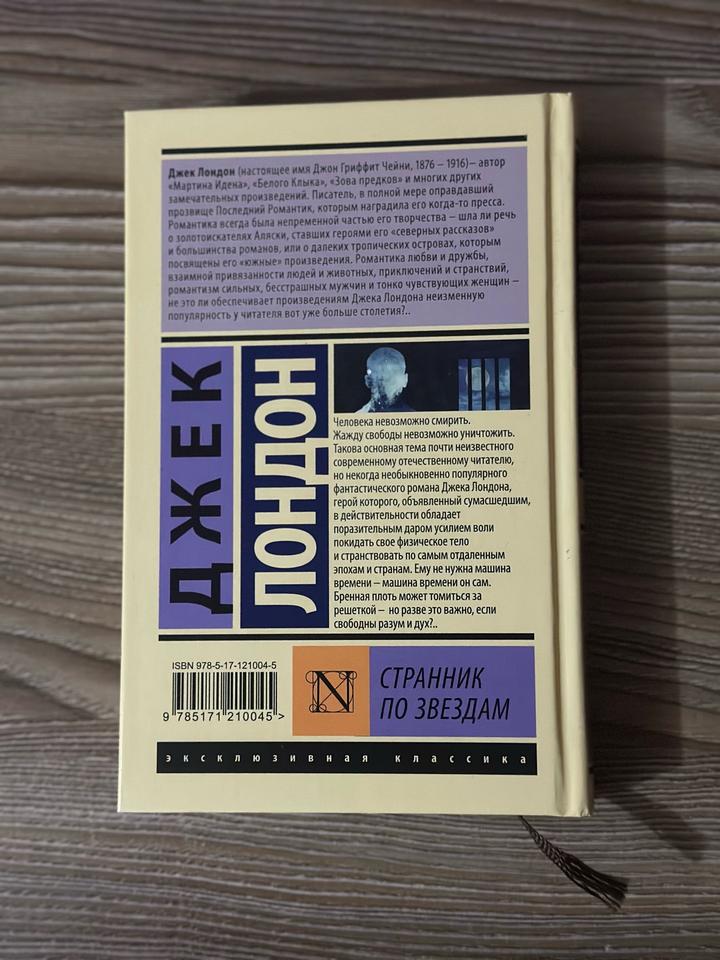 Джек Лондон (настоящее имя Джон Гриффит Чейни, 1876 – 1916)– автор
«Мартина Идена», «Белого Клыка», «Зова предков» и многих других
замечательных произведений. Писатель, в полной мере оправдавший
прозвище Последний Романтик, которым наградила его когда-то пресса.
Романтика всегда была непременной частью его творчества – шла ли речь
о золотоискателях Аляски, ставших героями его «северных рассказов»
и большинства романов, или о далеких тропических островах, которым
посвящены его «южные» произведения. Романтика любви и дружбы,
взаимной привязанности людей и животных, приключений и странствий,
романтизм сильных, бесстрашных мужчин и тонко чувствующих женщин –
не это ли обеспечивает произведениям Джека Лондона неизменную
популярность у читателя вот уже больше столетия?..
ДЖЕК
ЛОНДОН
Человека невозможно смирить.
Жажду свободы невозможно уничтожить.
Такова основная тема почти неизвестного
современному отечественному читателю,
но некогда необыкновенно популярного
фантастического романа Джека Лондона,
герой которого, объявленный сумасшедшим,
в действительности обладает
поразительным даром усилием воли
покидать свое физическое тело
и странствовать по самым отдаленным
эпохам и странам. Ему не нужна машина
времени – машина времени он сам.
Бренная плоть может томиться за
решеткой – но разве это важно, если
свободны разум и дух?..
ISBN 978-5-17-121004-5
9 785171 210045 >
N
СТРАННИК
ПО ЗВЕЗДАМ
эксклюзивная классика